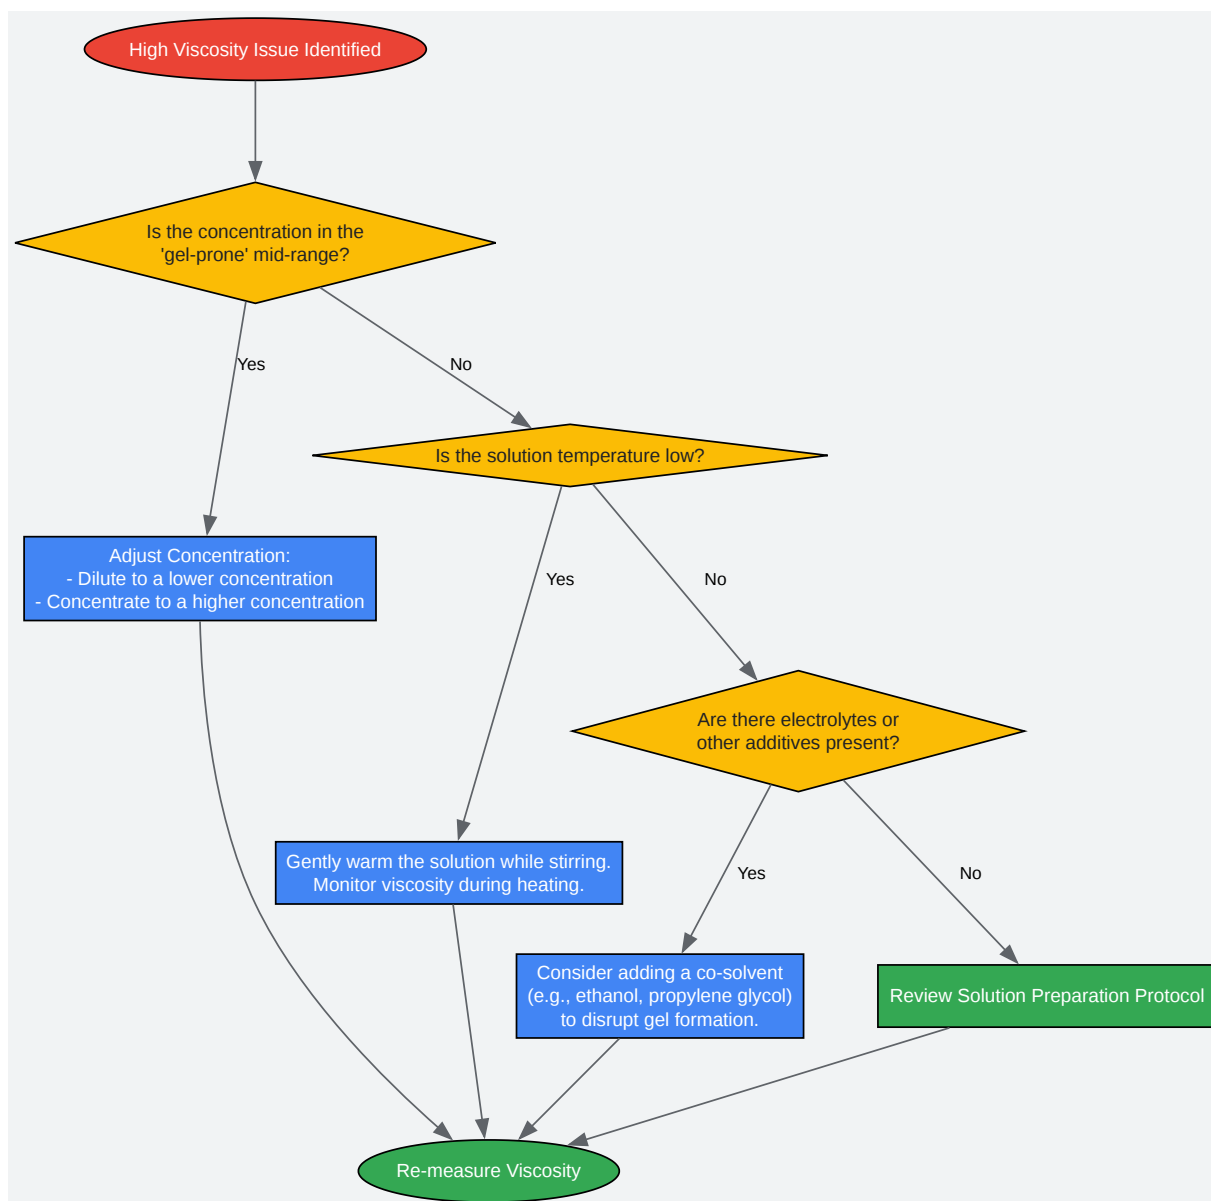 High Viscosity Issue Identified
Is the concentration in the
'gel-prone' mid-range?
Yes
No
Is the solution temperature low?
Adjust Concentration:
- Dilute to a lower concentration
- Concentrate to a higher concentration
Yes
No
Are there electrolytes or
other additives present?
Gently warm the solution while stirring.
Monitor viscosity during heating.
Yes
No
Consider adding a co-solvent
(e.g., ethanol, propylene glycol)
to disrupt gel formation.
Review Solution Preparation Protocol
Re-measure Viscosity